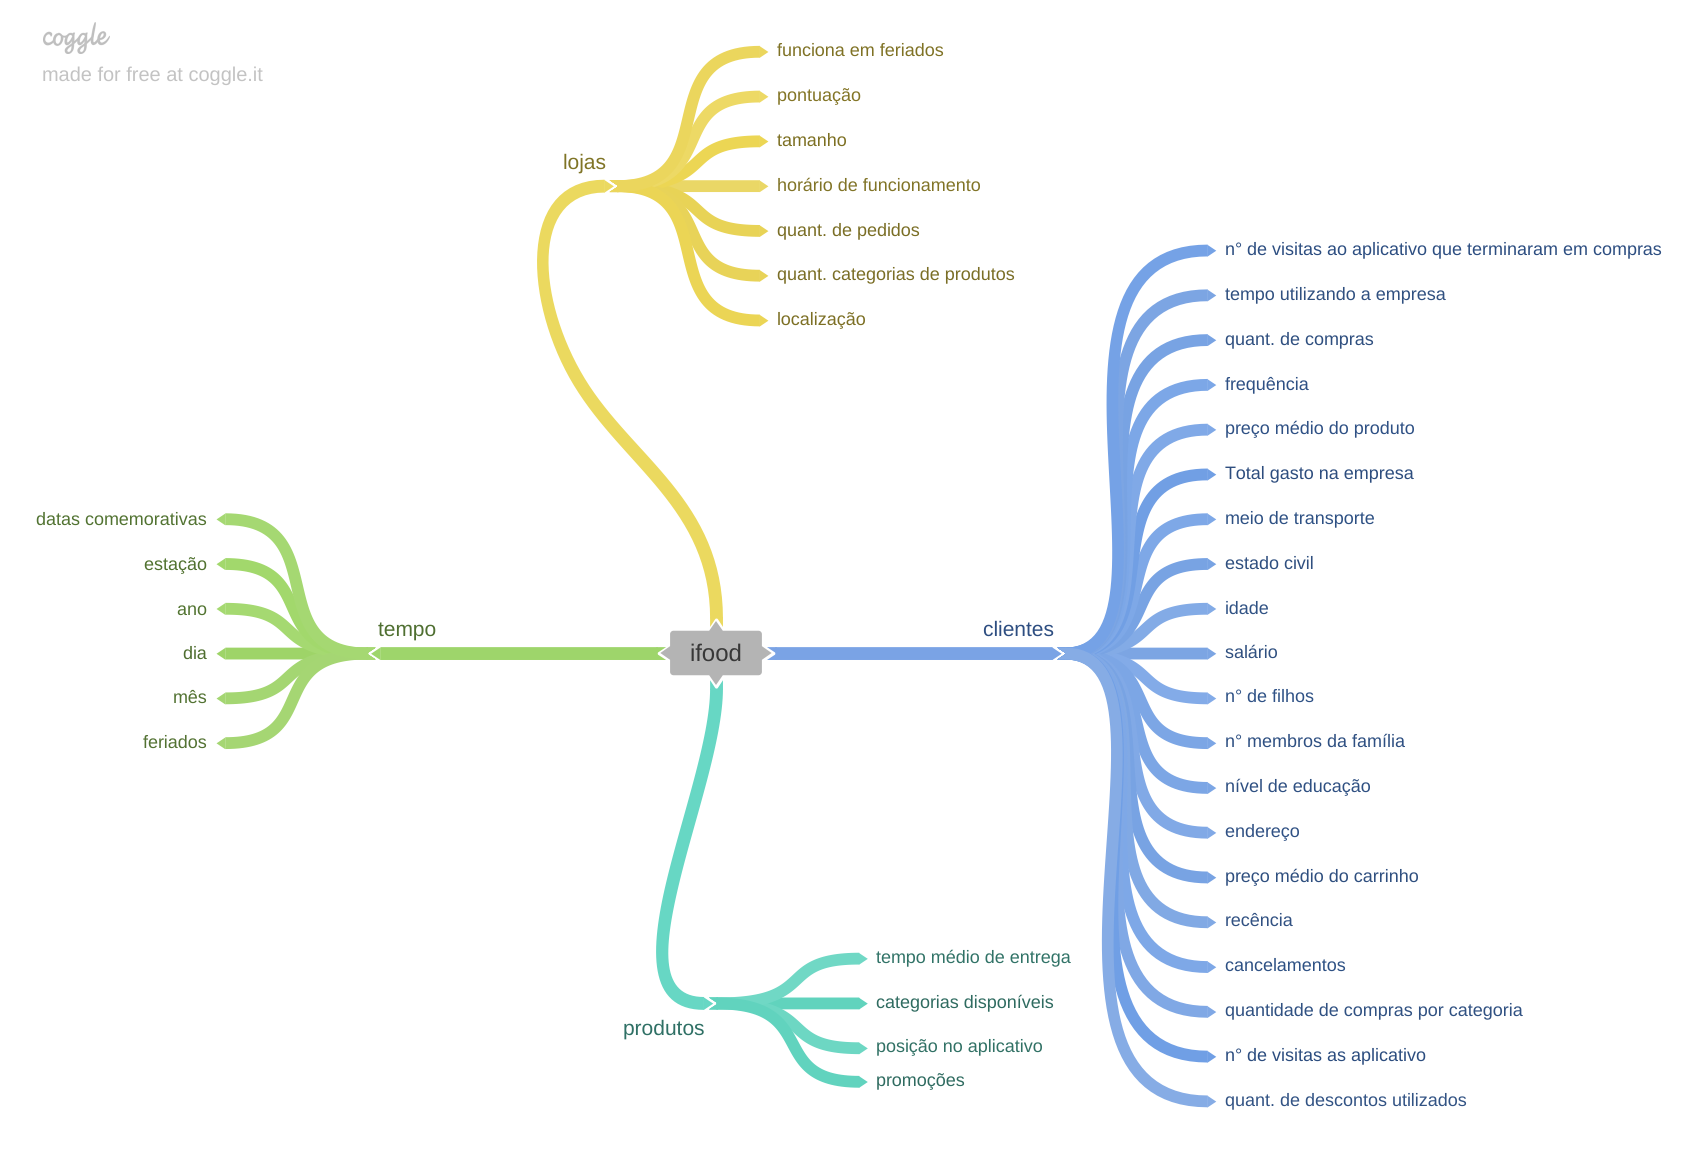 coggle
made for free at coggle.it
lojas
funciona em feriados
pontuação
tamanho
horário de funcionamento
quant. de pedidos
quant. categorias de produtos
localização
clientes
n° de visitas ao aplicativo que terminaram em compras
tempo utilizando a empresa
quant. de compras
frequência
preço médio do produto
Total gasto na empresa
meio de transporte
estado civil
idade
salário
n° de filhos
n° membros da família
nível de educação
endereço
preço médio do carrinho
recência
cancelamentos
quantidade de compras por categoria
n° de visitas as aplicativo
quant. de descontos utilizados
tempo
datas comemorativas
estação
ano
dia
mês
feriados
ifood
produtos
tempo médio de entrega
categorias disponíveis
posição no aplicativo
promoções